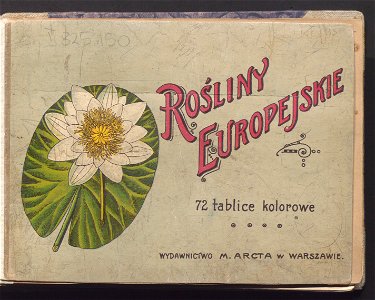 ROŚLINY
EUROPEJSKIE
72 tablice kolorowe
WYDAWNICTWO M. ARCTA W WARSZAWIE.